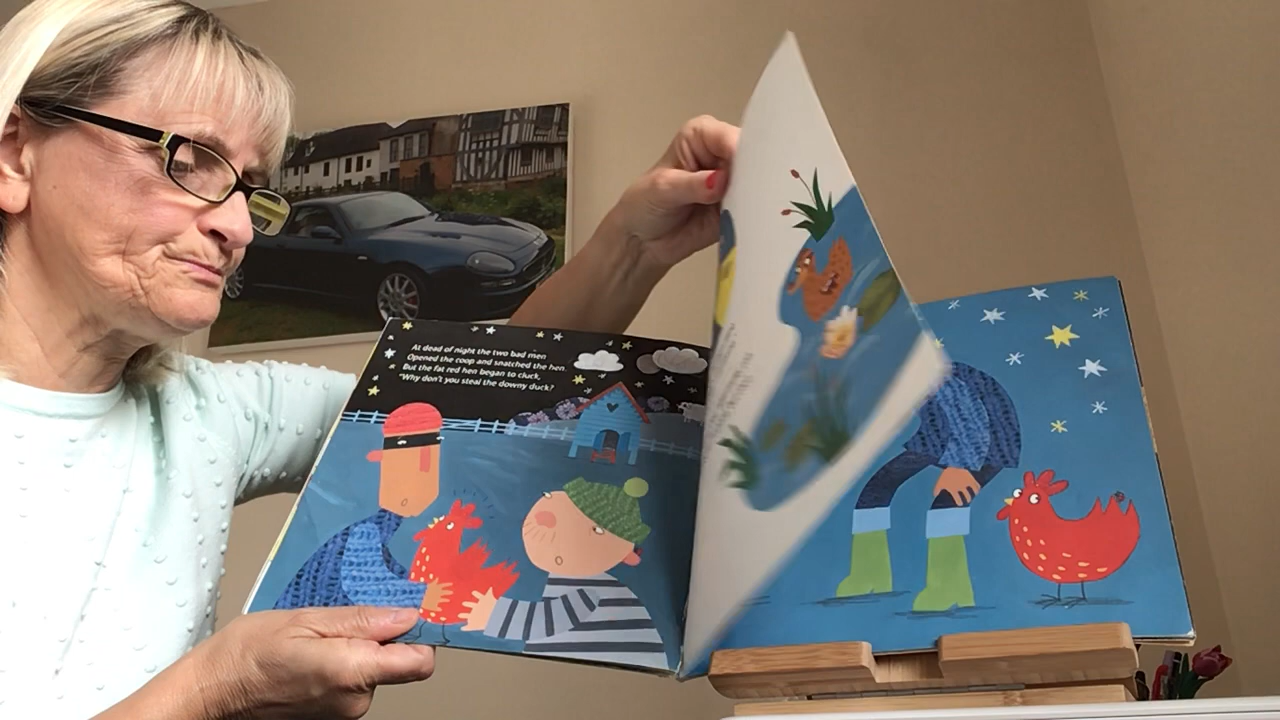 At dead of night the two bad men
Opened the coop and snatched the hen.
But the fat red hen began to cluck,
"Why don't you steal the downy duck?